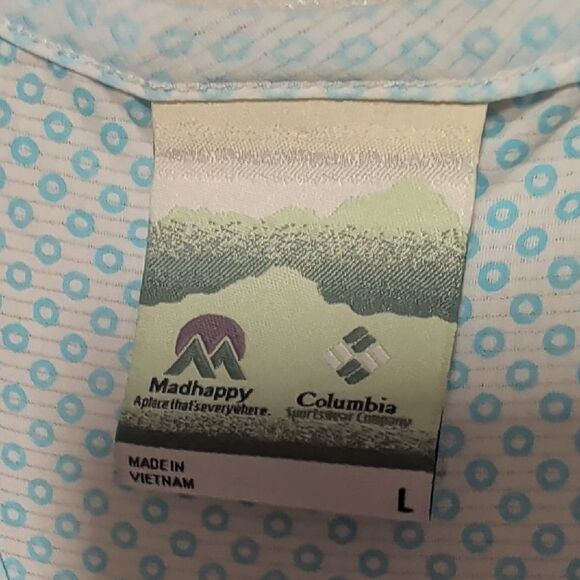 Madhappy
A place that's everywhere.
Columbia
Sportswear Company
MADE IN
VIETNAM
L